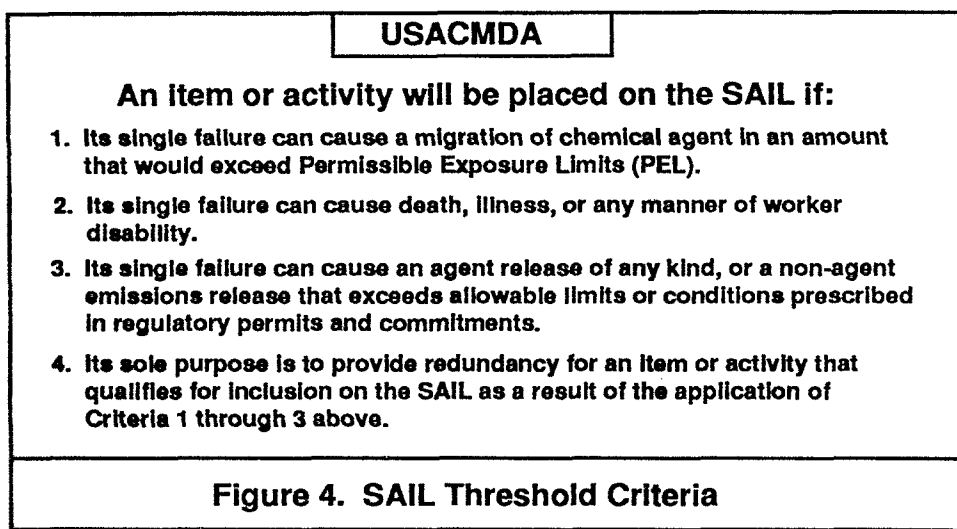 USACMDA
An item or activity will be placed on the SAIL if:
1. Its single failure can cause a migration of chemical agent in an amount
that would exceed Permissible Exposure Limits (PEL).
2. Its single failure can cause death, illness, or any manner of worker
disability.
3. Its single failure can cause an agent release of any kind, or a non-agent
emissions release that exceeds allowable limits or conditions prescribed
in regulatory permits and commitments.
4. Its sole purpose is to provide redundancy for an item or activity that
qualifies for inclusion on the SAIL as a result of the application of
Criteria 1 through 3 above.
Figure 4. SAIL Threshold Criteria